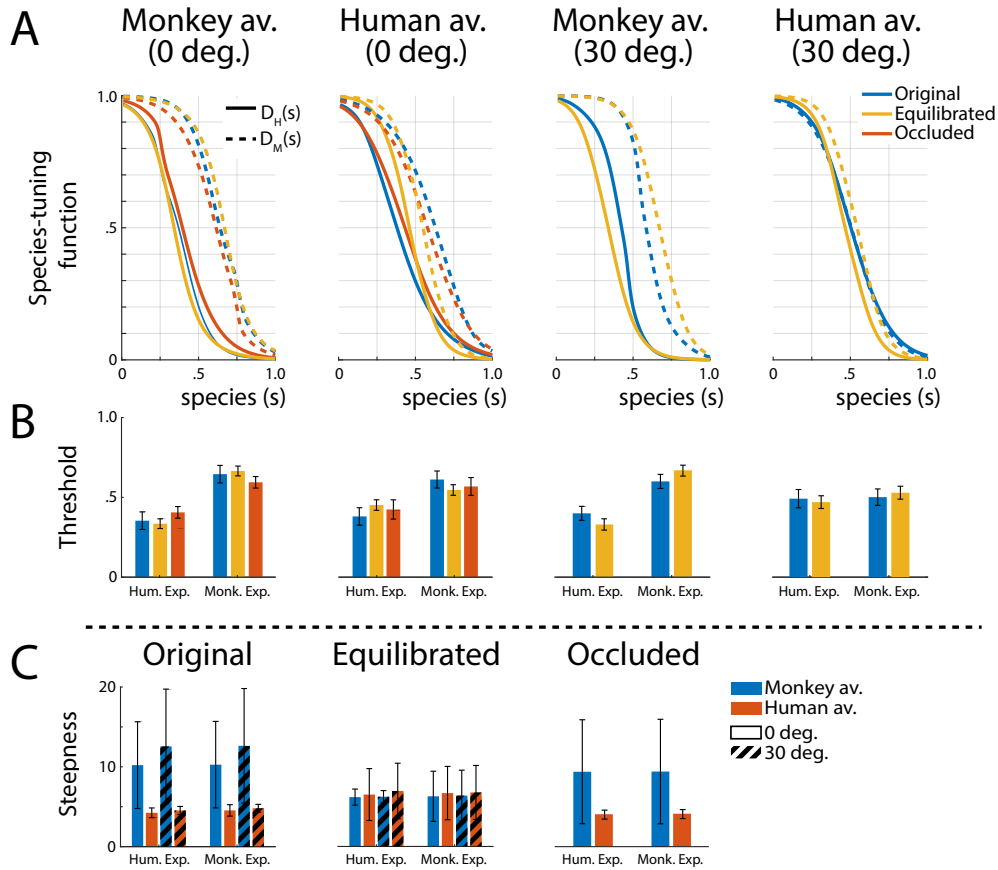 A
Monkey av. (0 deg.)
Human av. (0 deg.)
Monkey av. (30 deg.)
Human av. (30 deg.)
Species-tuning function
1.0
.5
0
D_H(s)
D_M(s)
Original
Equilibrated
Occluded
0 .5 1.0
species (s)
0 .5 1.0
species (s)
0 .5 1.0
species (s)
0 .5 1.0
species (s)
B
Threshold
1.0
.5
0
Hum. Exp. Monk. Exp.
Hum. Exp. Monk. Exp.
Hum. Exp. Monk. Exp.
Hum. Exp. Monk. Exp.
C
Original
Equilibrated
Occluded
Steepness
20
10
0
Hum. Exp. Monk. Exp.
Hum. Exp. Monk. Exp.
Hum. Exp. Monk. Exp.
Monkey av.
Human av.
0 deg.
30 deg.